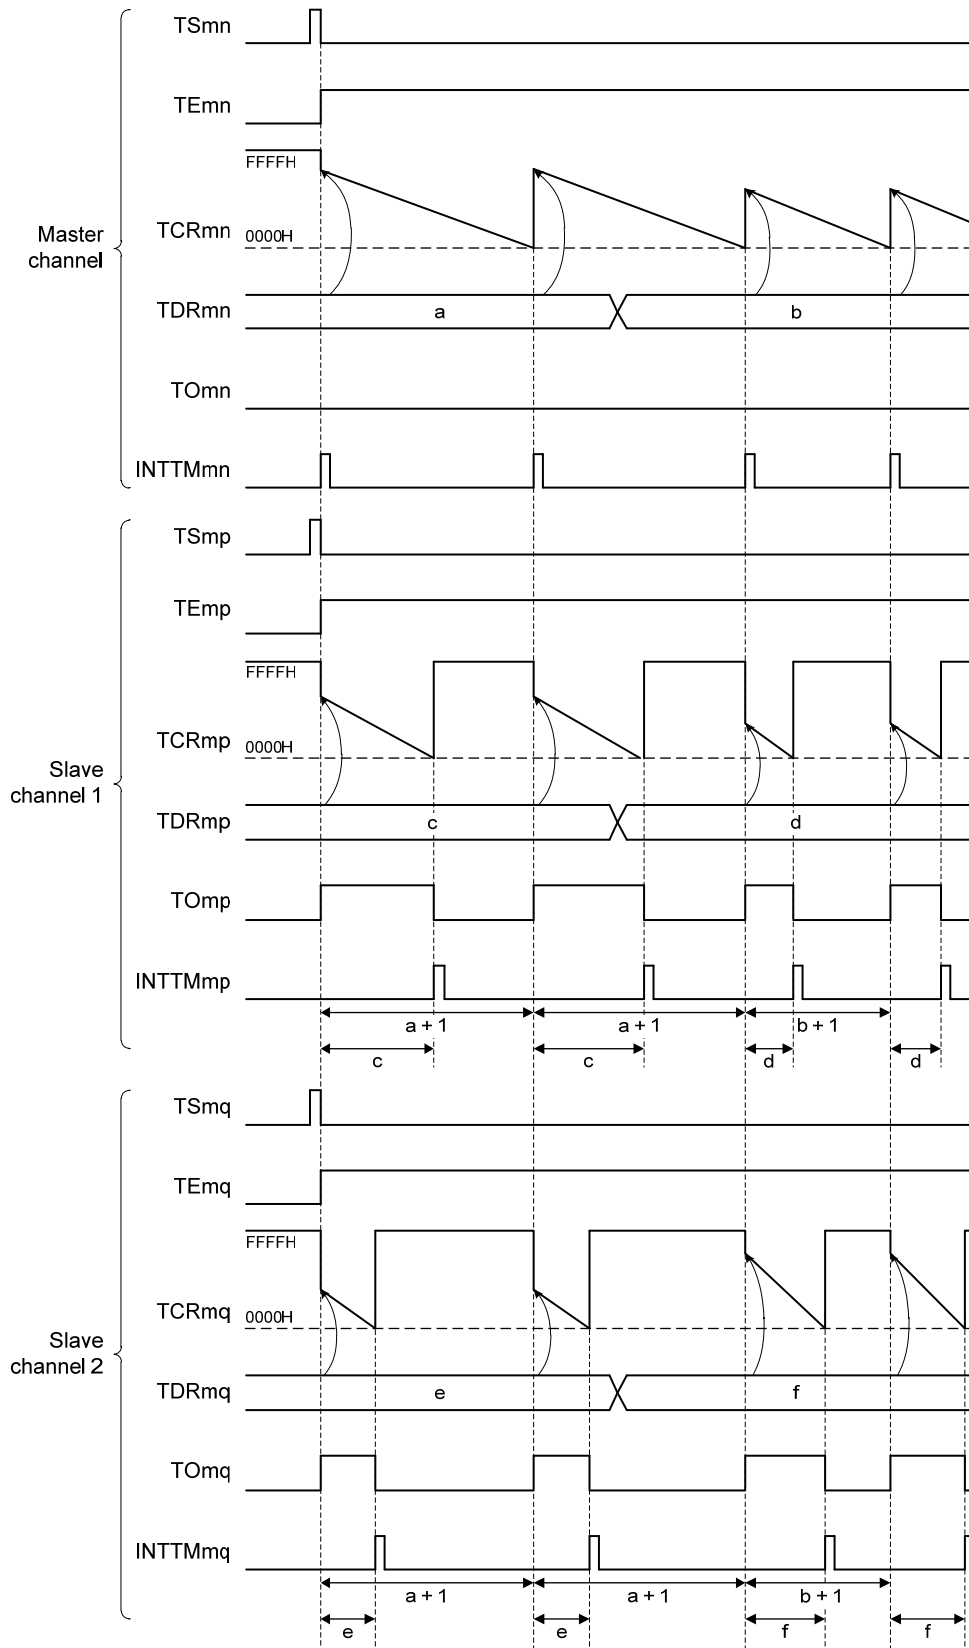 TSmn
TEmn
FFFFH
Master
channel
TCRmn
0000H
TDRmn
a
b
TOmn
INTTMmn
TSmp
TEmp
FFFFH
TCRmp
0000H
Slave
channel 1
TDRmp
c
d
TOmp
INTTMmp
a + 1
a + 1
b + 1
c
c
d
d
TSmq
TEmq
FFFFH
TCRmq
0000H
Slave
channel 2
TDRmq
e
f
TOmq
INTTMmq
a + 1
a + 1
b + 1
e
e
f
f